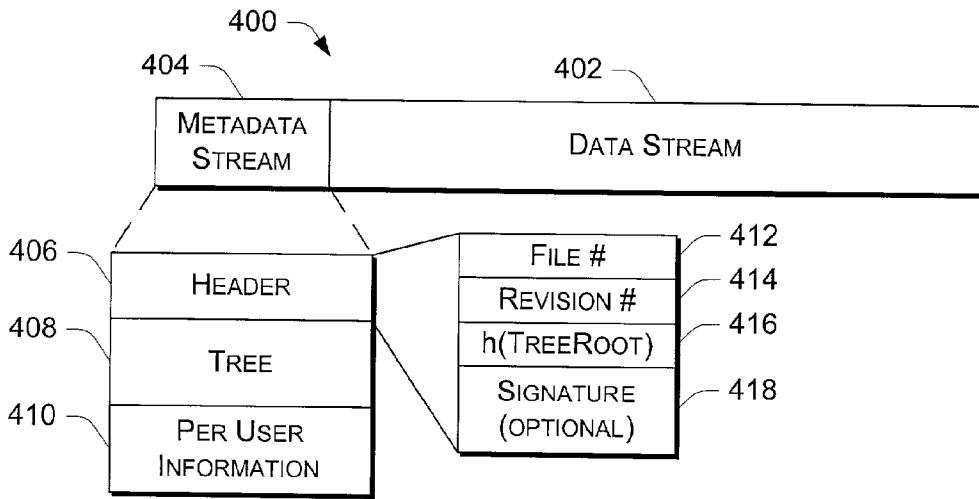 400
404
402
METADATA
STREAM
DATA STREAM
406
HEADER
408
TREE
410
PER USER
INFORMATION
FILE #
412
REVISION #
414
h(TREEROOT)
416
SIGNATURE
(OPTIONAL)
418